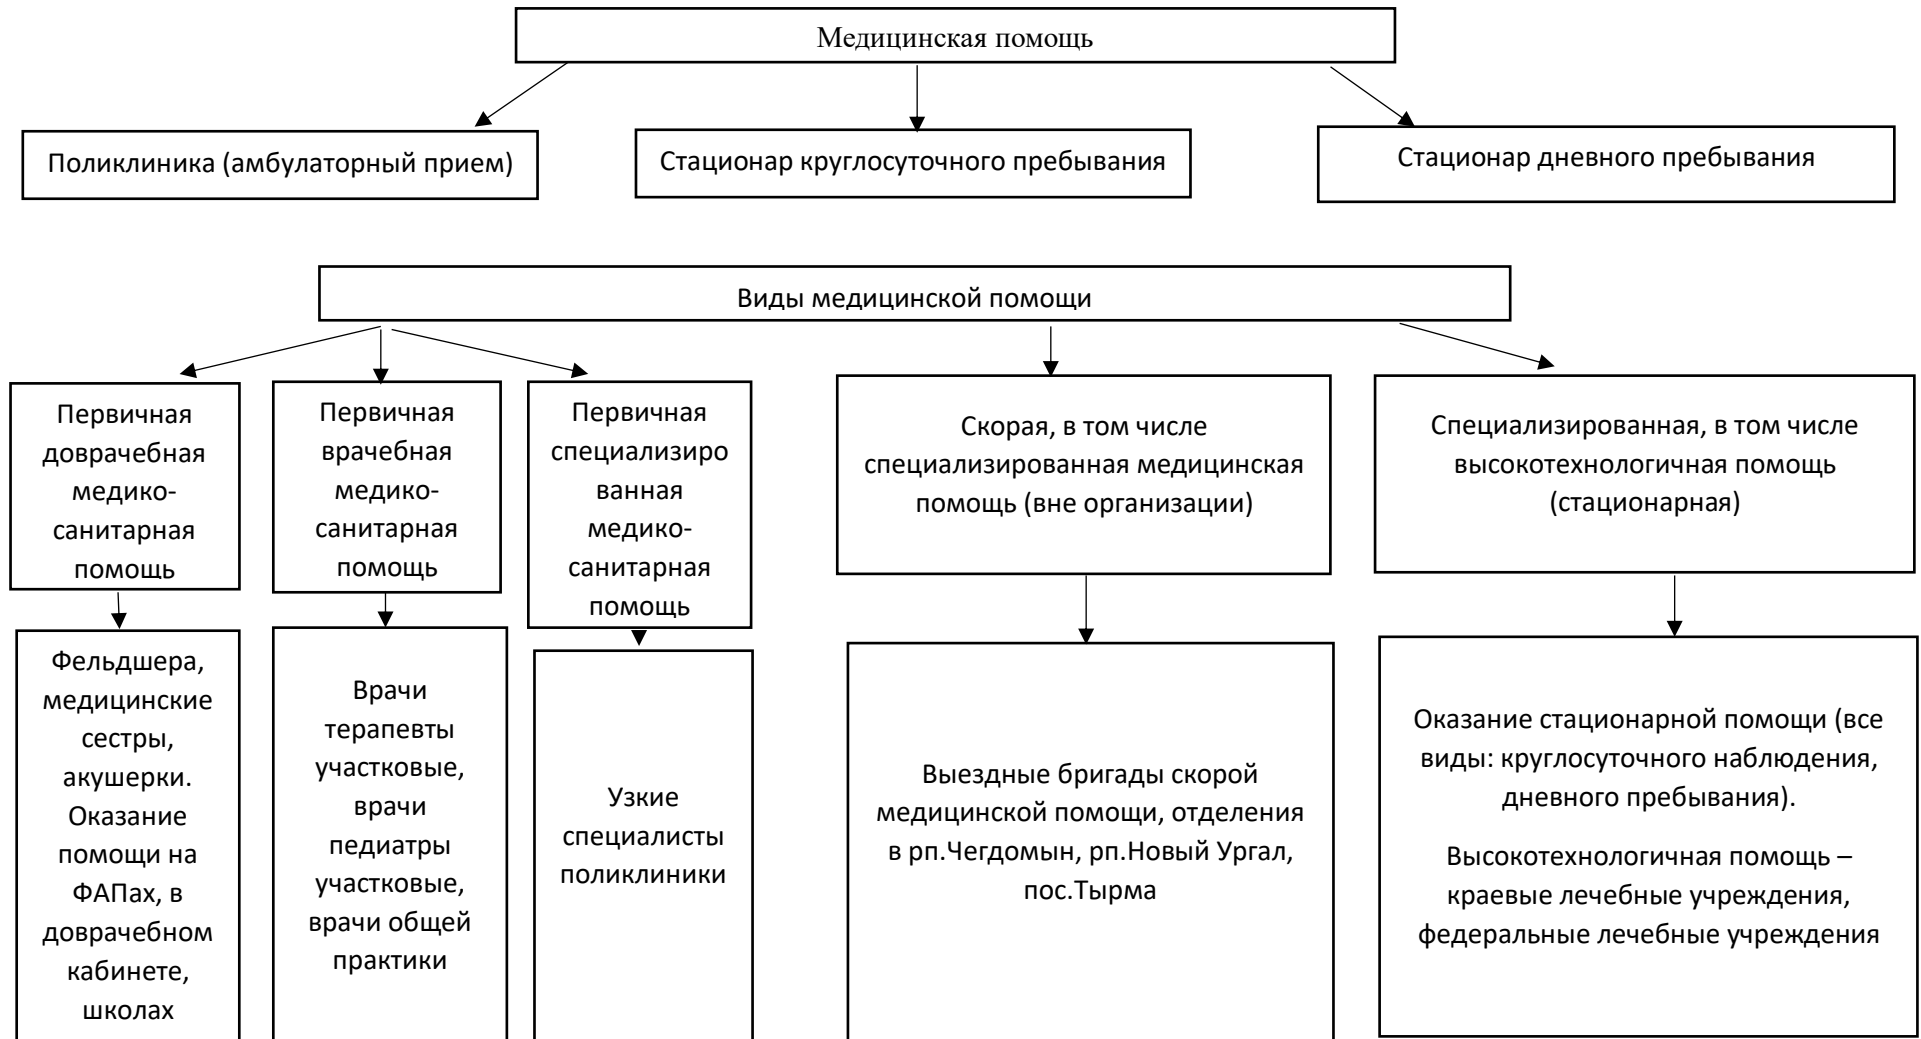 Медицинская помощь
Поликлиника (амбулаторный прием)
Стационар круглосуточного пребывания
Стационар дневного пребывания
Виды медицинской помощи
Первичная
доврачебная
медико-
санитарная
помощь
Первичная
врачебная
медико-
санитарная
помощь
Первичная
специализиро
ванная
медико-
санитарная
помощь
Скорая, в том числе
специализированная медицинская
помощь (вне организации)
Специализированная, в том числе
высокотехнологичная помощь
(стационарная)
Фельдшера,
медицинские
сестры,
акушерки.
Оказание
помощи на
ФАПах, в
доврачебном
кабинете,
школах
Врачи
терапевты
участковые,
врачи
педиатры
участковые,
врачи общей
практики
Узкие
специалисты
поликлиники
Выездные бригады скорой
медицинской помощи, отделения
в рп.Чегдомын, рп.Новый Ургал,
пос.Тырма
Оказание стационарной помощи (все
виды: круглосуточного наблюдения,
дневного пребывания).
Высокотехнологичная помощь –
краевые лечебные учреждения,
федеральные лечебные учреждения